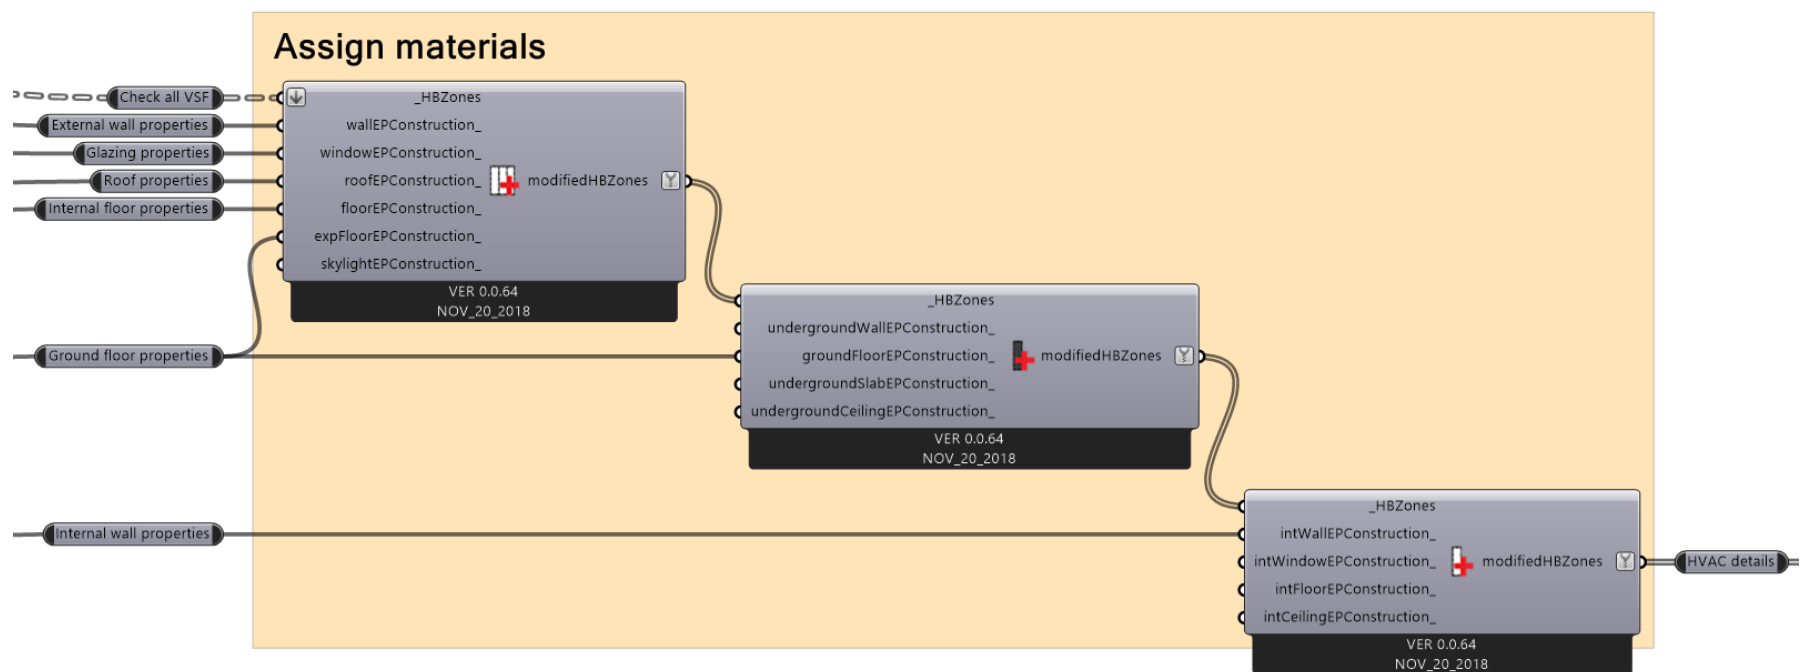 Assign materials
Check all VSF
External wall properties
Glazing properties
Roof properties
Internal floor properties
Ground floor properties
Internal wall properties
_HBZones
wallEPConstruction_
windowEPConstruction_
roofEPConstruction_
floorEPConstruction_
expFloorEPConstruction_
skylightEPConstruction_
modifiedHBZones
VER 0.0.64
NOV_20_2018
_HBZones
undergroundWallEPConstruction_
groundFloorEPConstruction_
undergroundSlabEPConstruction_
undergroundCeilingEPConstruction_
modifiedHBZones
VER 0.0.64
NOV_20_2018
_HBZones
intWallEPConstruction_
intWindowEPConstruction_
intFloorEPConstruction_
intCeilingEPConstruction_
modifiedHBZones
VER 0.0.64
NOV_20_2018
HVAC details